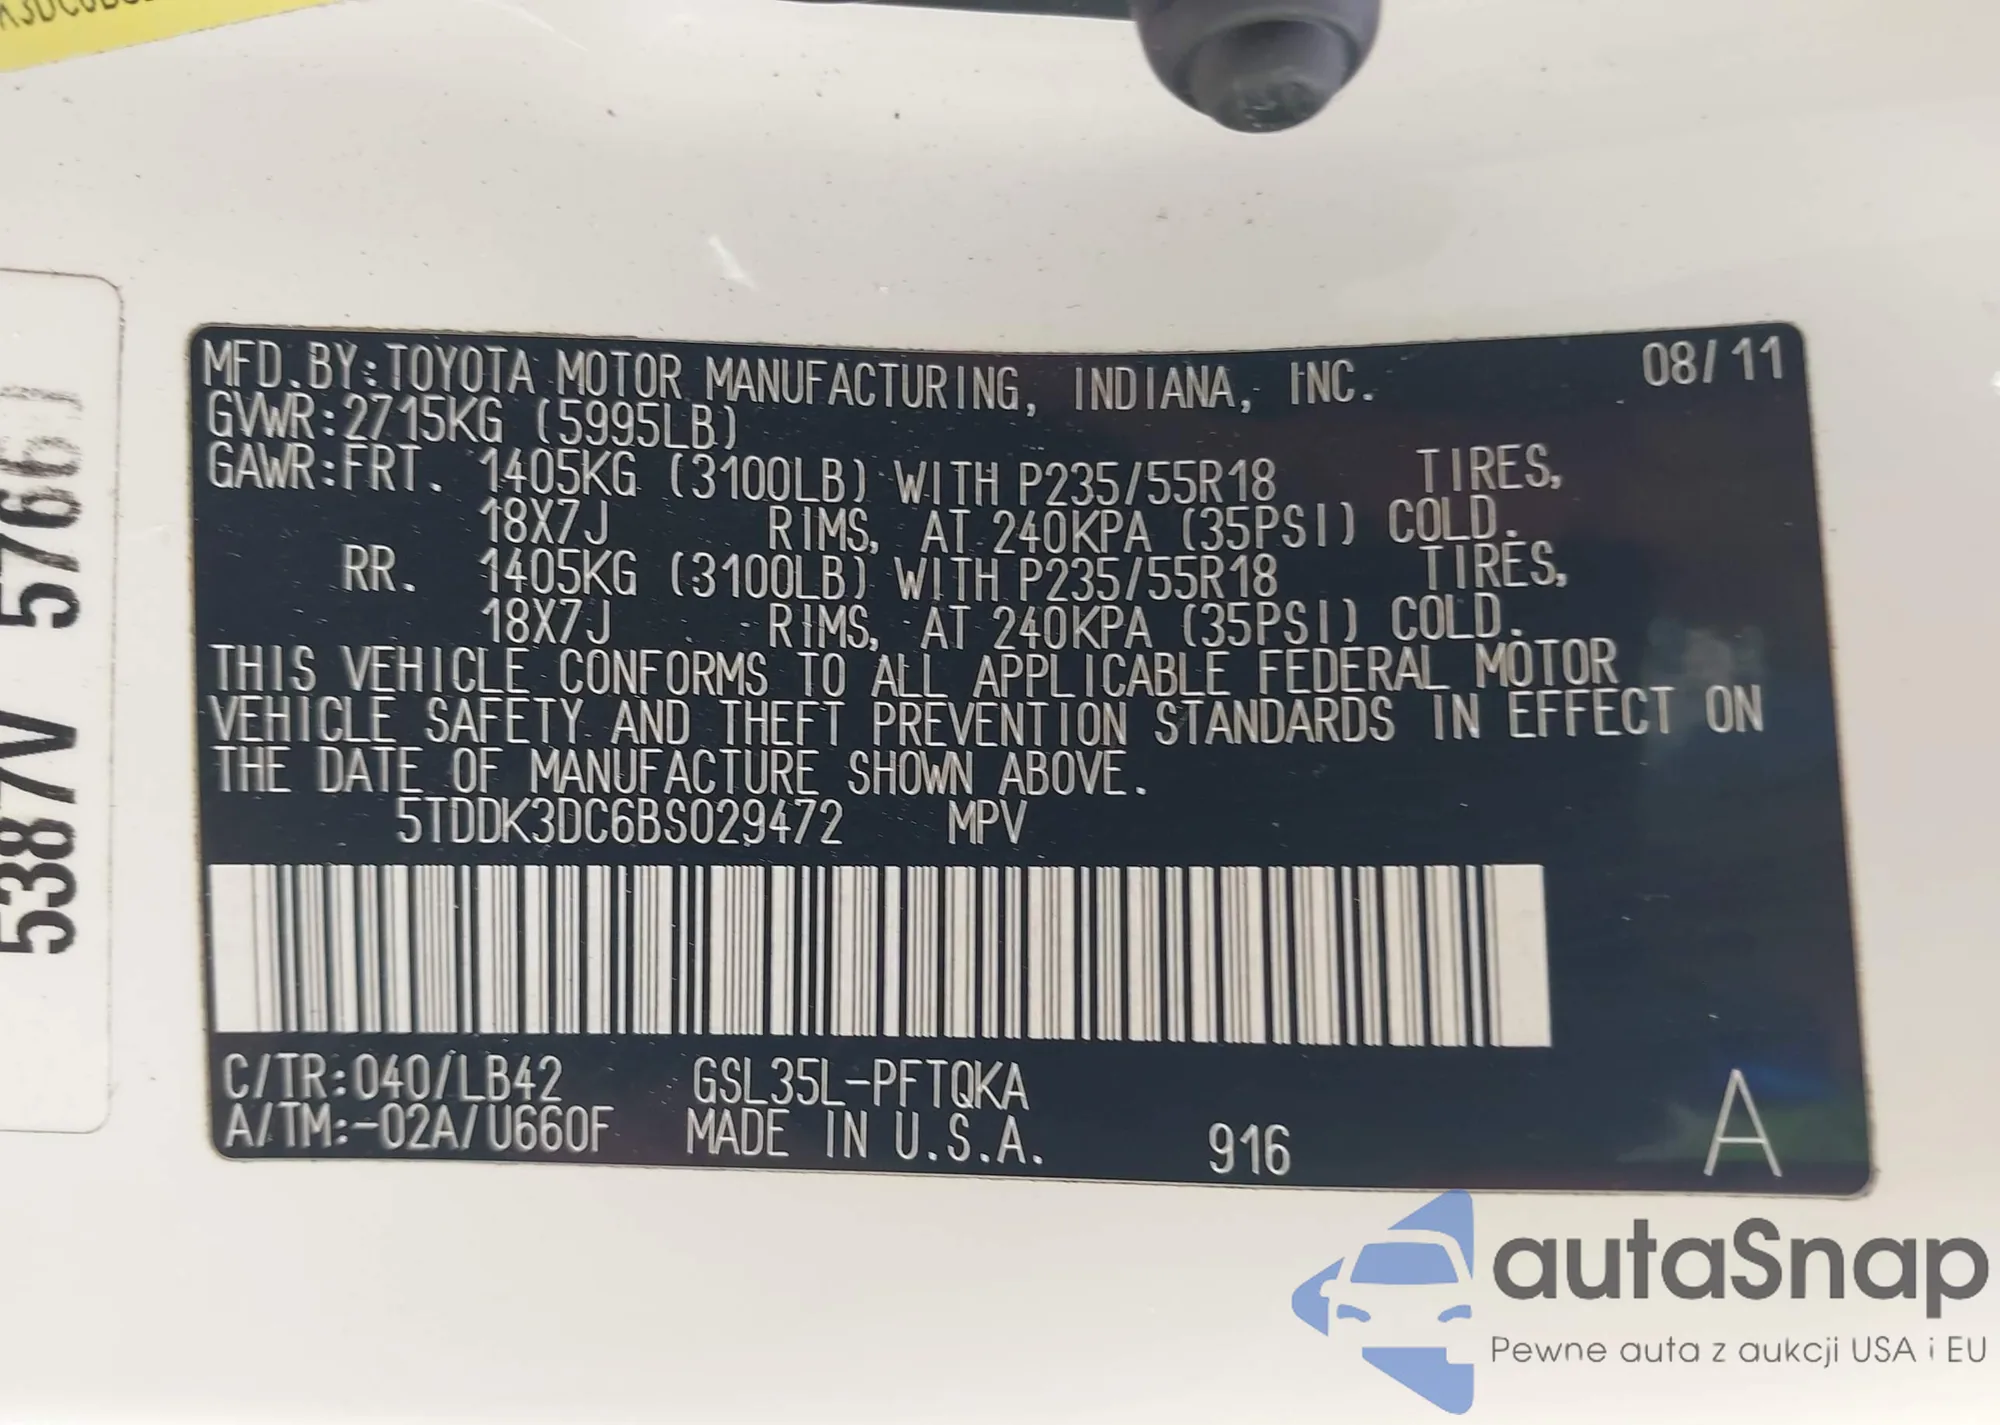 MFD.BY:TOYOTA MOTOR MANUFACTURING, INDIANA, INC. 08/11
GVWR:2715KG (5995LB)
GAWR:FRT. 1405KG (3100LB) WITH P235/55R18 TIRES,
18X7J RIMS, AT 240KPA (35PSI) COLD.
RR. 1405KG (3100LB) WITH P235/55R18 TIRES,
18X7J RIMS, AT 240KPA (35PSI) COLD.
THIS VEHICLE CONFORMS TO ALL APPLICABLE FEDERAL MOTOR
VEHICLE SAFETY AND THEFT PREVENTION STANDARDS IN EFFECT ON
THE DATE OF MANUFACTURE SHOWN ABOVE.
5TDDK3DC6BS029472 MPV
C/TR:040/LB42 GSL35L-PFTQKA
A/TM:-02A/U660F MADE IN U.S.A. 916 A
5387V 5766
autaSnap
Pewne auta z aukcji USA i EU